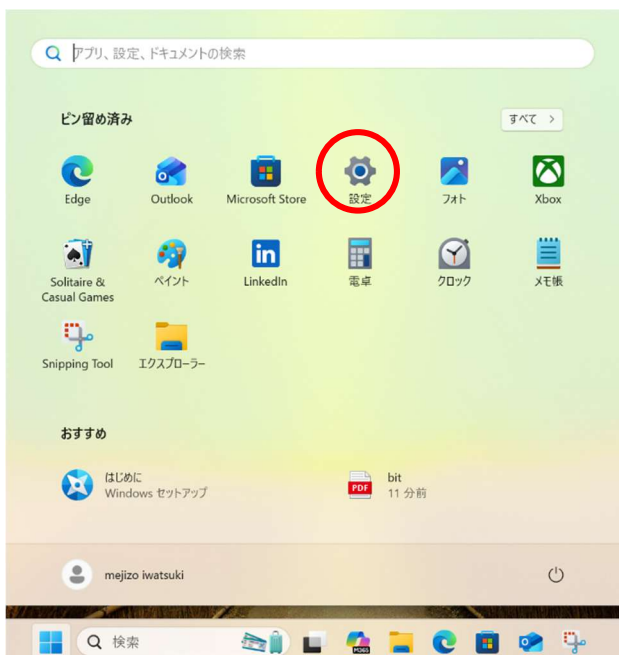 アプリ、設定、ドキュメントの検索
ピン留め済み
すべて >
Edge
Outlook
Microsoft Store
設定
フォト
Xbox
Solitaire &
Casual Games
ペイント
LinkedIn
電卓
クロック
メモ帳
Snipping Tool
エクスプローラー
おすすめ
はじめに
Windows セットアップ
PDF
bit
11 分前
mejizo iwatsuki
検索
M365